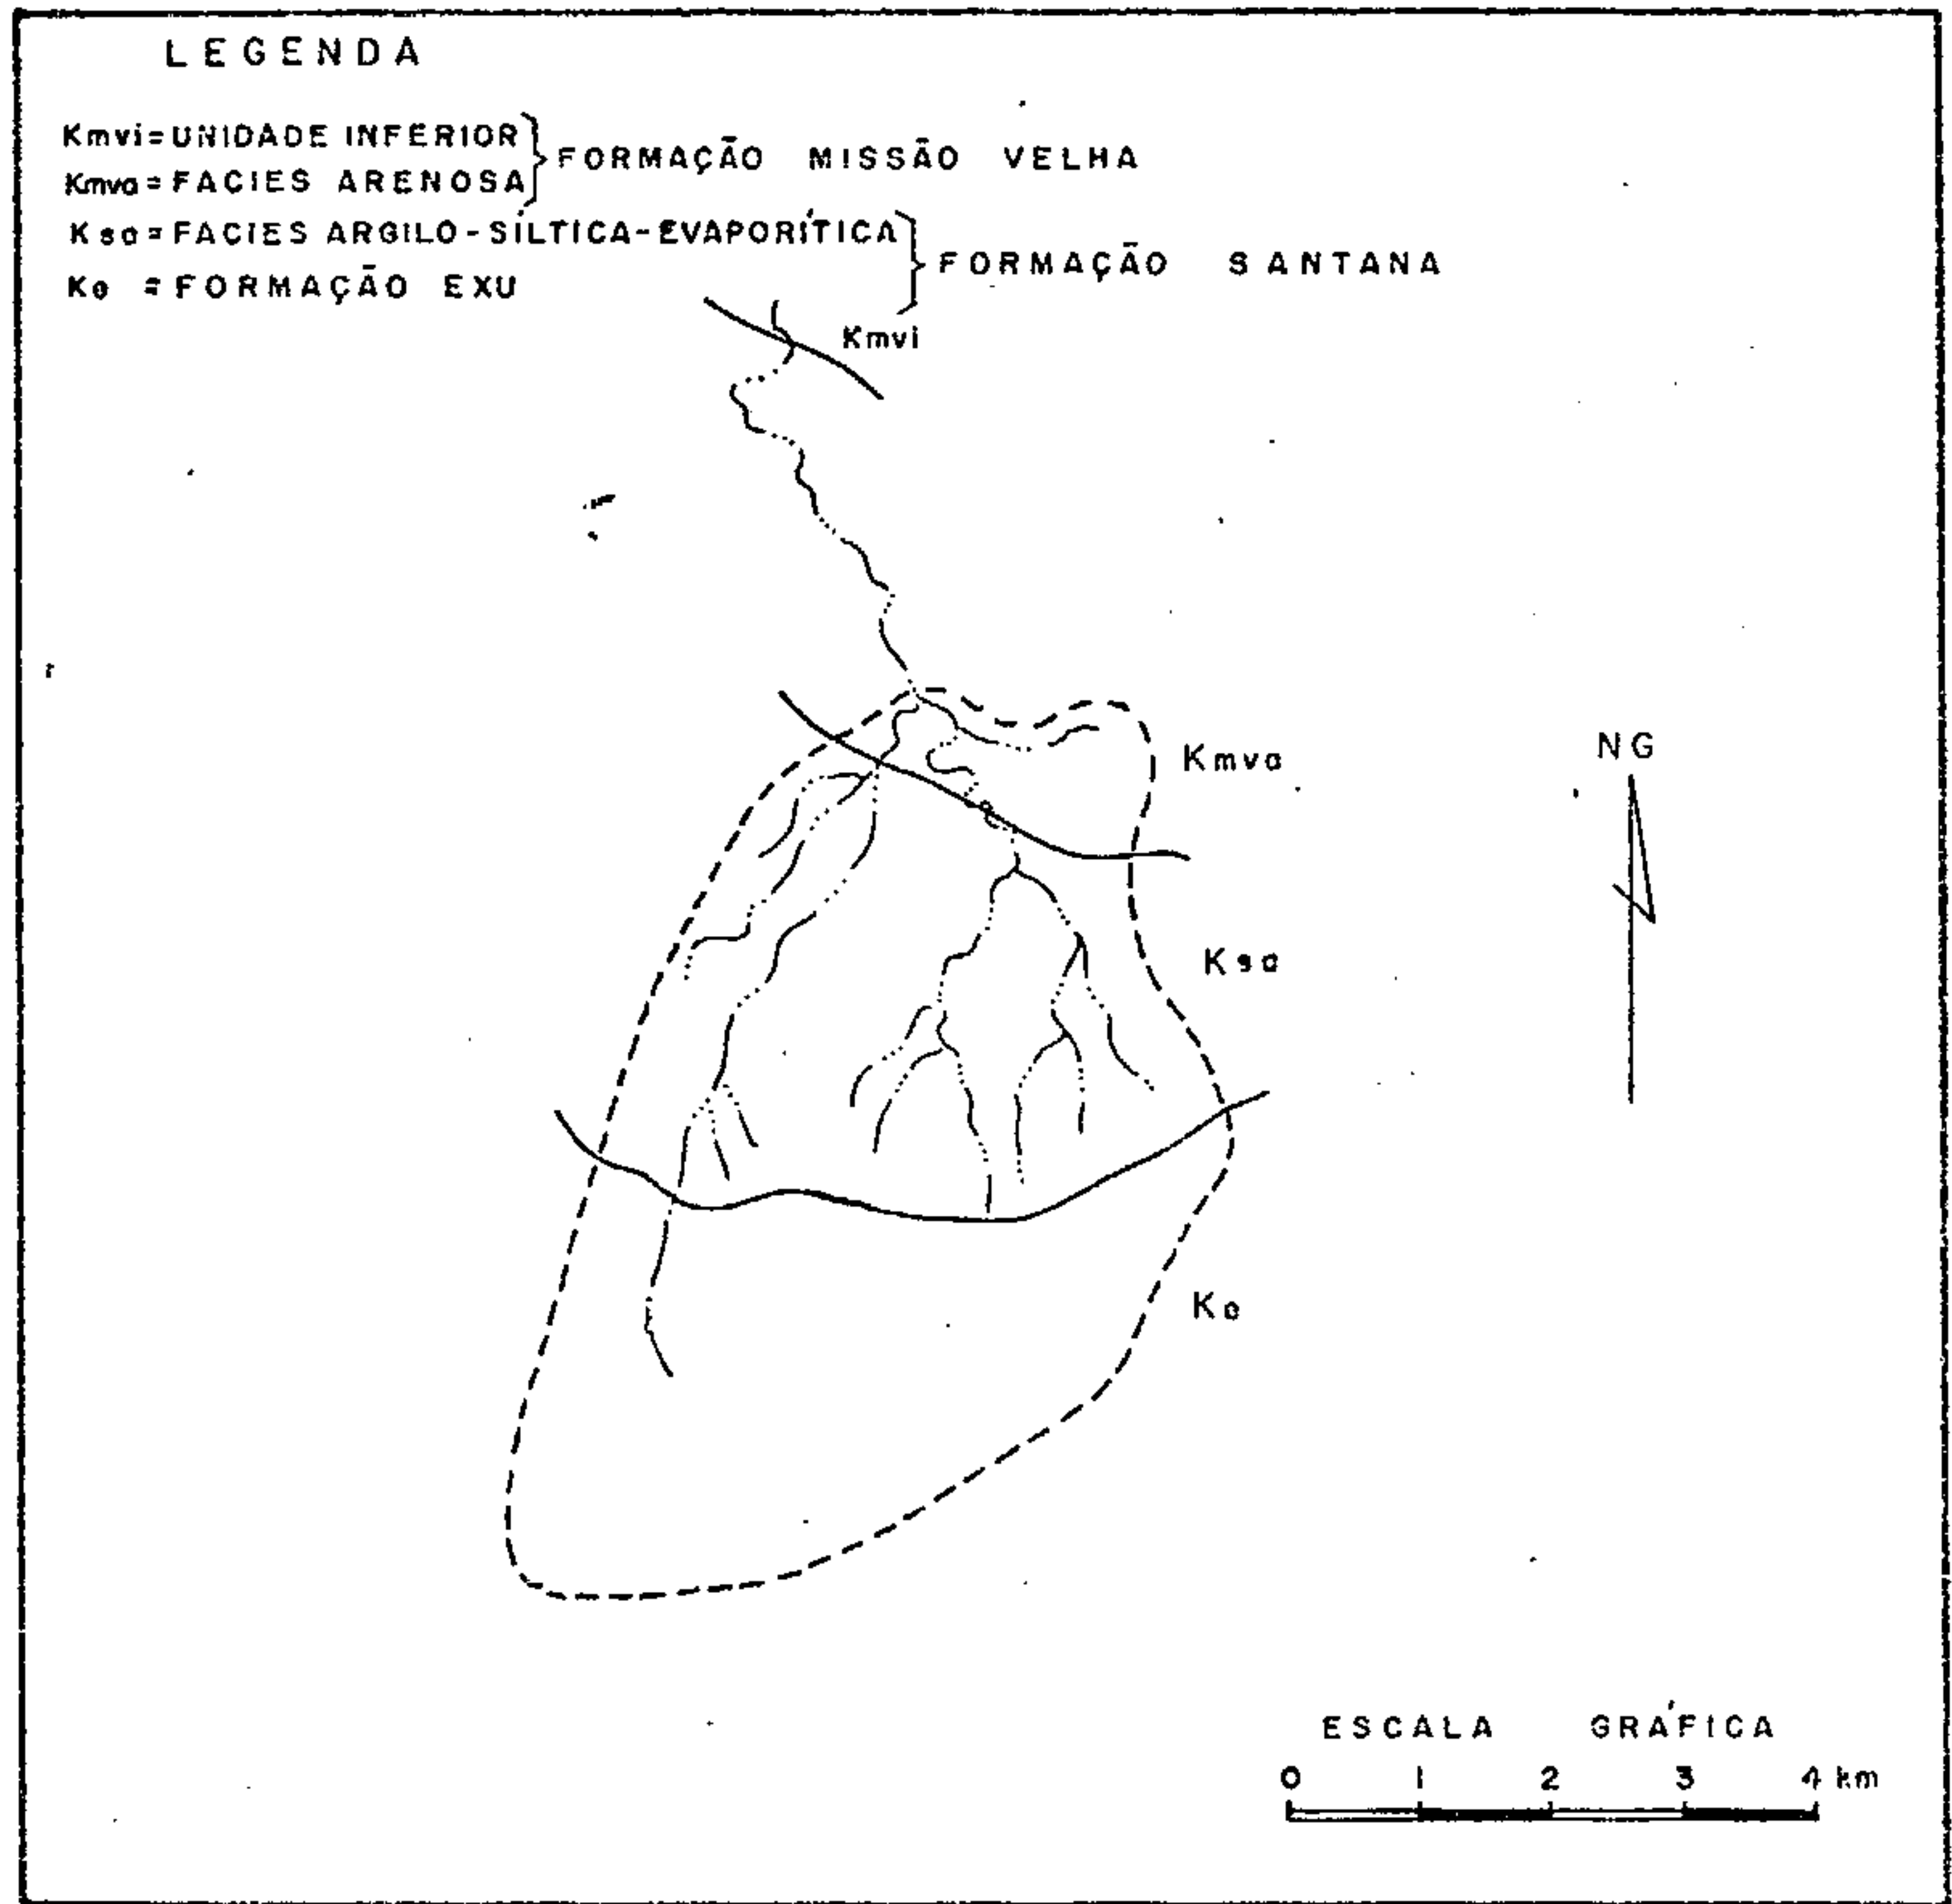 LEGENDA
Kmvi=UNIDADE INFERIOR
Kmva=FACIES ARENOSA
FORMAÇÃO MISSÃO VELHA
Ksa=FACIES ARGILO-SÍLTICA-EVAPORÍTICA
Ke =FORMAÇÃO EXU
FORMAÇÃO SANTANA
Kmvi
NG
Kmva
Ksa
Ke
ESCALA GRÁFICA
0 1 2 3 4 km